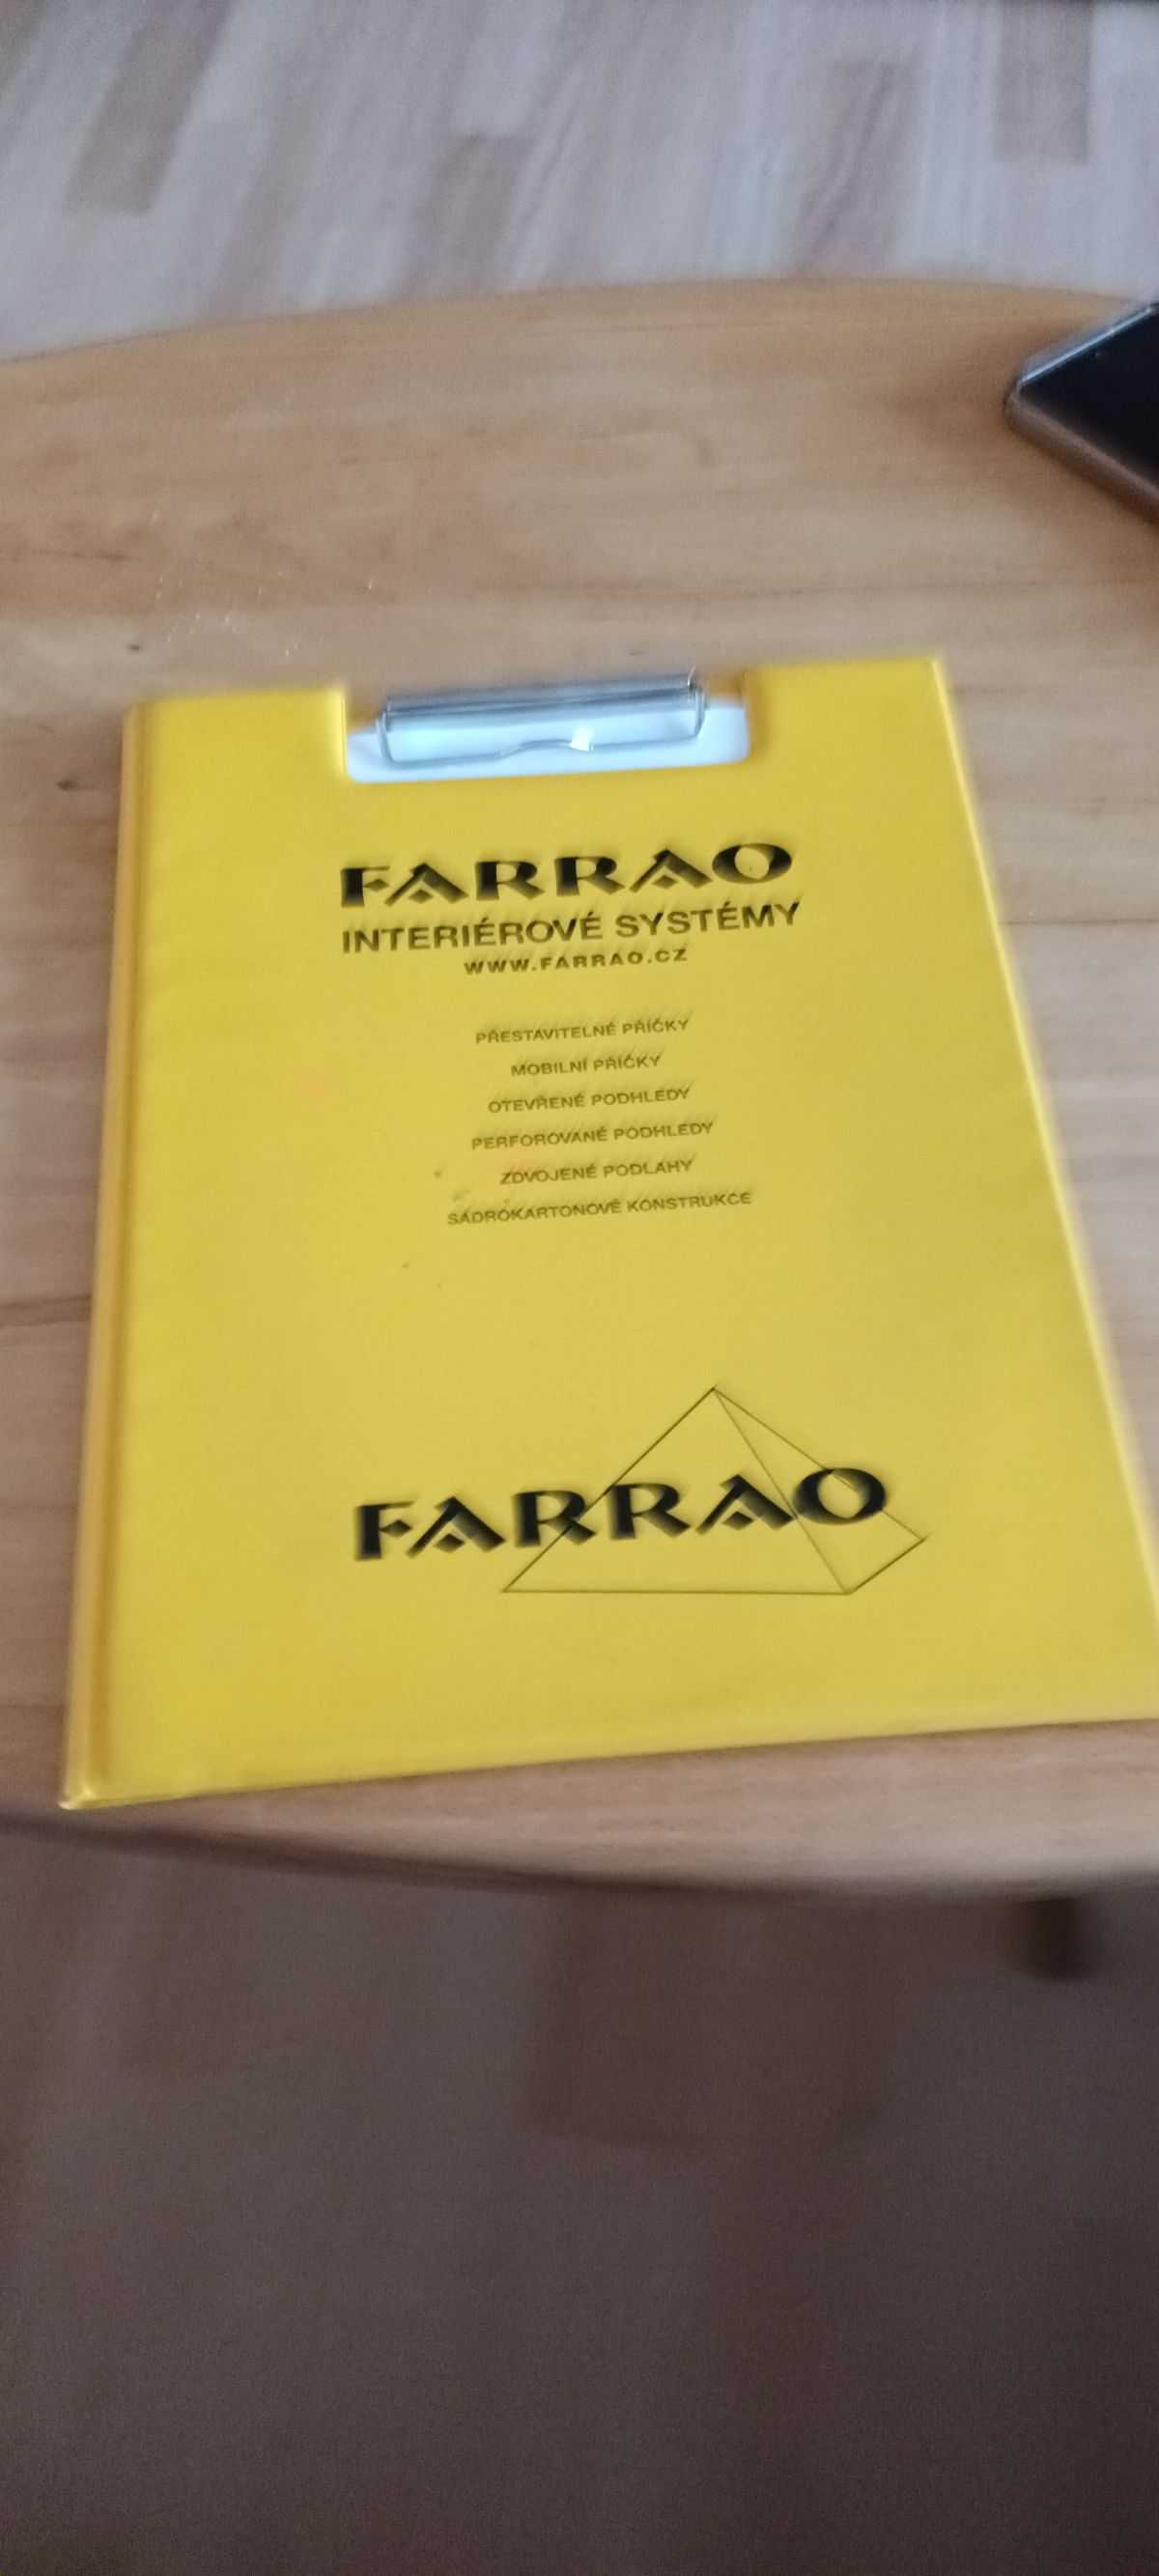 FARRAO
INTERIÉROVÉ SYSTÉMY
WWW.FARRAO.CZ
PŘESTAVITELNÉ PŘÍČKY
MOBILNÍ PŘÍČKY
OTEVŘENÉ PODHLEDY
PERFOROVANÉ PODHLEDY
ZDVOJENÉ PODLAHY
SÁDROKARTONOVÉ KONSTRUKCE
FARRAO